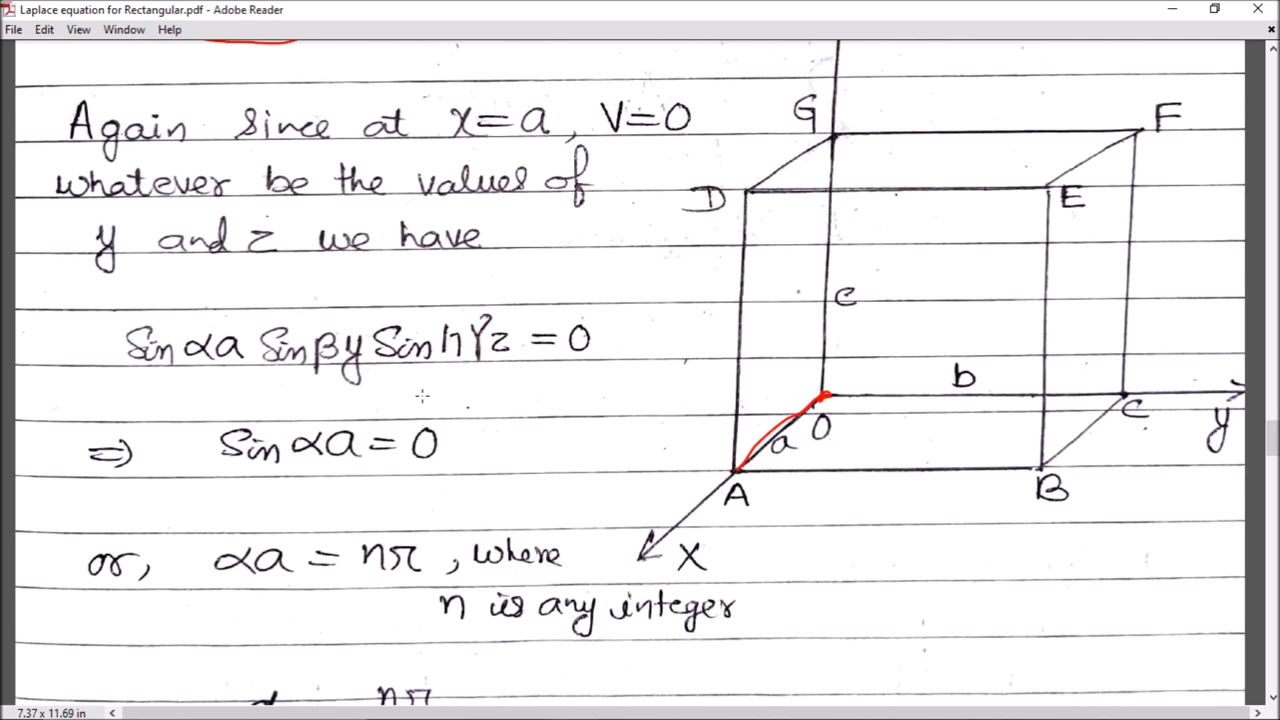 Laplace equation for Rectangular.pdf - Adobe Reader
File Edit View Window Help
Again since at x=a, V=0
whatever be the values of
y and z we have
Sin αa Sin βy Sin h γz = 0
⇒ Sin αa = 0
or, αa = nπ, where
n is any integer
nπ
G
F
D
E
c
b
C
y
a
O
A
B
X
7.37 x 11.69 in